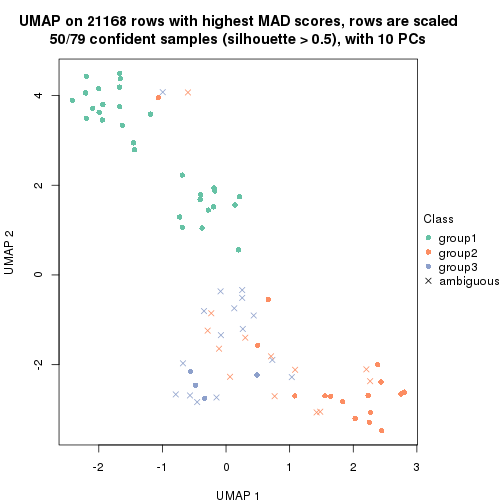 UMAP on 21168 rows with highest MAD scores, rows are scaled
50/79 confident samples (silhouette > 0.5), with 10 PCs
4
2
0
-2
UMAP 2
-2
-1
0
1
2
3
UMAP 1
Class
group1
group2
group3
ambiguous